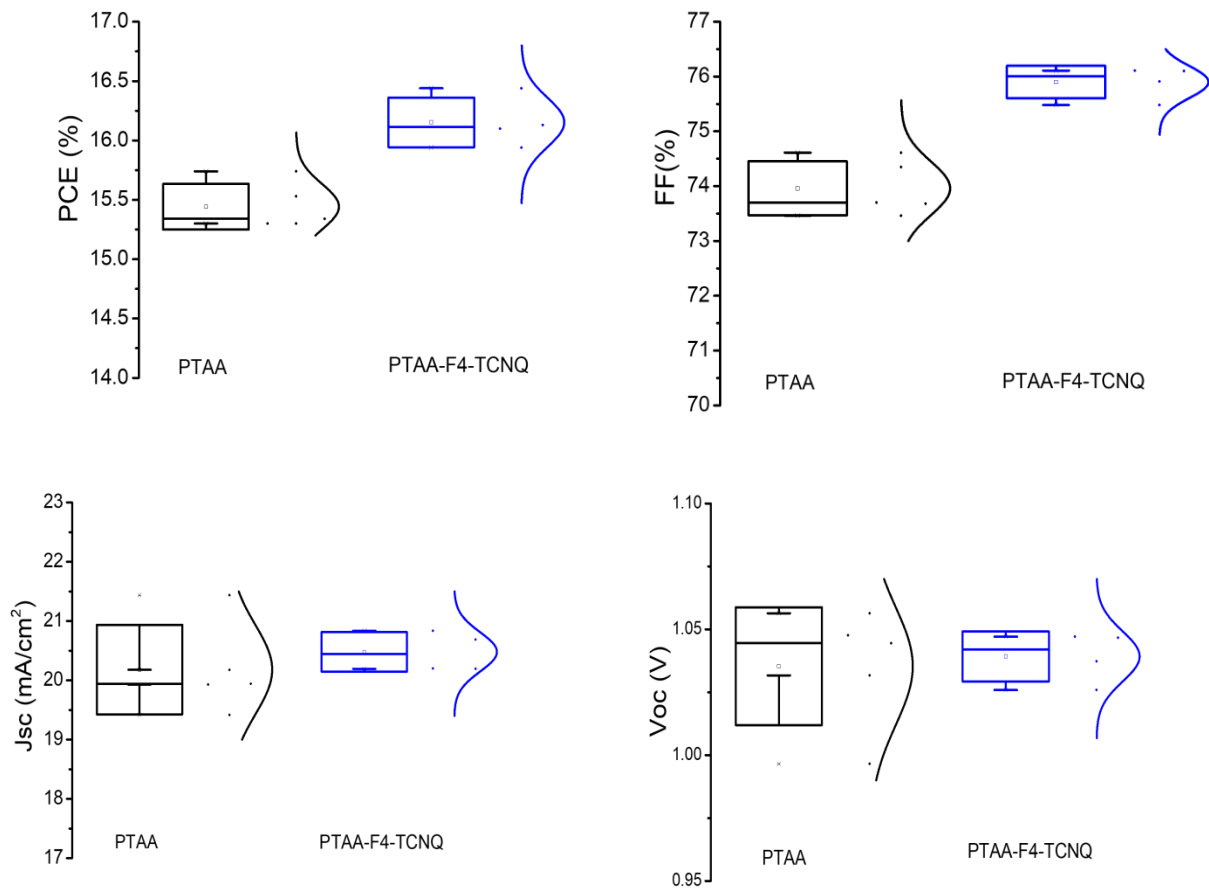 PCE (%)
17.0
16.5
16.0
15.5
15.0
14.5
14.0
PTAA
PTAA-F4-TCNQ
FF(%)
77
76
75
74
73
72
71
70
PTAA
PTAA-F4-TCNQ
Jsc (mA/cm²)
23
22
21
20
19
18
17
PTAA
PTAA-F4-TCNQ
Voc (V)
1.10
1.05
1.00
0.95
PTAA
PTAA-F4-TCNQ